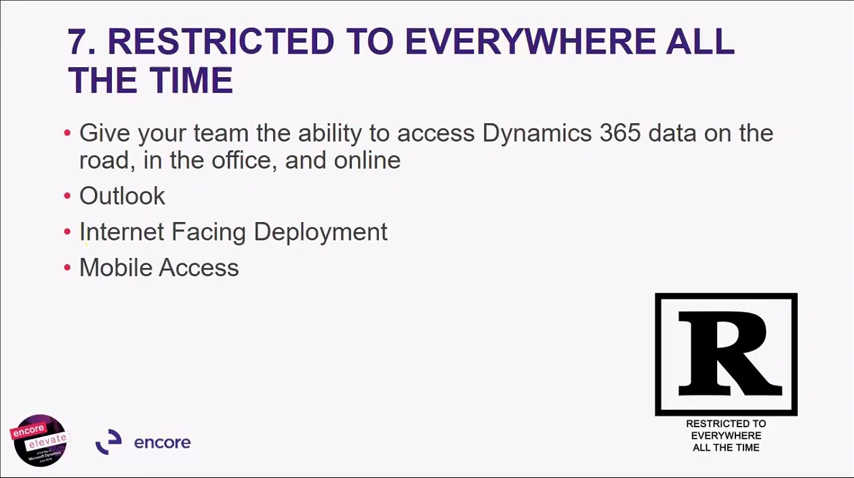 7. RESTRICTED TO EVERYWHERE ALL
THE TIME
• Give your team the ability to access Dynamics 365 data on the
road, in the office, and online
• Outlook
• Internet Facing Deployment
• Mobile Access
R
RESTRICTED TO
EVERYWHERE
ALL THE TIME
encore
elevate
Microsoft Dynamics
encore